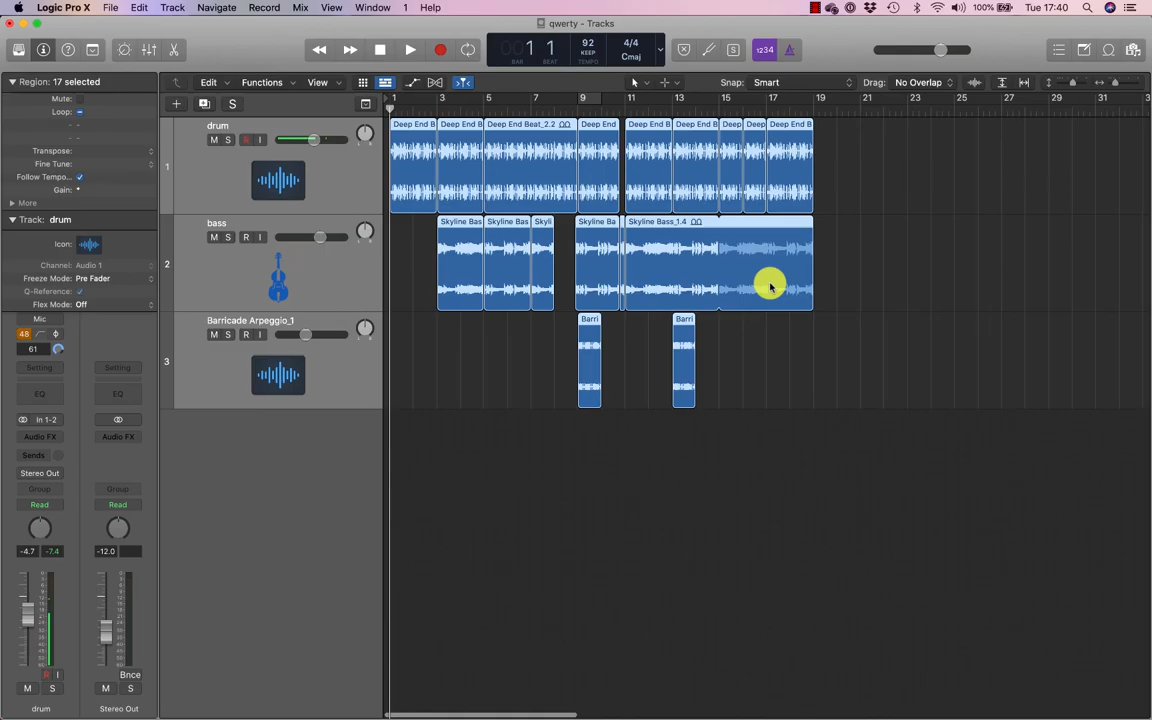 Logic Pro X File Edit Track Navigate Record Mix View Window 1 Help 100% Tue 17:40
qwerty - Tracks
001 1 92 4/4
KEEP Cmaj
BAR BEAT TEMPO
1234
Region: 17 selected
Mute:
Loop:
Transpose:
Fine Tune:
Follow Tempo...
Gain:
More
Track: drum
Icon:
Channel: Audio 1
Freeze Mode: Pre Fader
Q-Reference:
Flex Mode: Off
Edit Functions View Snap: Smart Drag: No Overlap
1 3 5 7 9 11 13 15 17 19 21 23 25 27 29 31 3
1 drum
M S R I
Deep End B Deep End B Deep End Beat_2.2 Deep End Deep End B Deep End B Deep Deep Deep End B
2 bass
M S R I
Skyline Bas Skyline Bas Skyli Skyline Ba Skyline Bass_1.4
3 Barricade Arpeggio_1
M S R I
Barri Barri
Mic
48
61
Setting Setting
EQ EQ
In 1-2
Audio FX Audio FX
Sends
Stereo Out
Group Group
Read Read
-4.7 -7.4 -12.0
R I Bnce
M S M S
drum Stereo Out